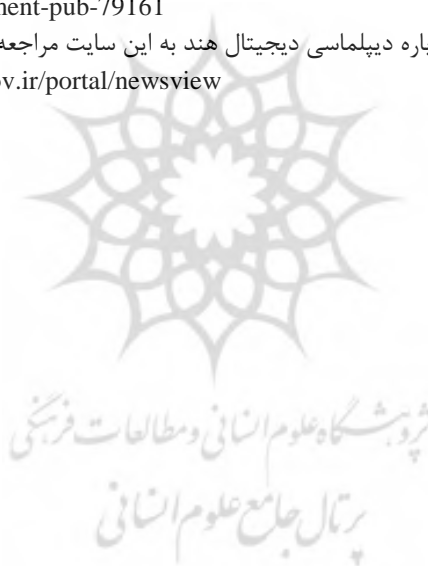 ment-pub-79161
باره دیپلماسی دیجیتال هند به این سایت مراجعه
ov.ir/portal/newsview
پژوهشگاه علوم انسانی و مطالعات فرهنگی
پرتال جامع علوم انسانی